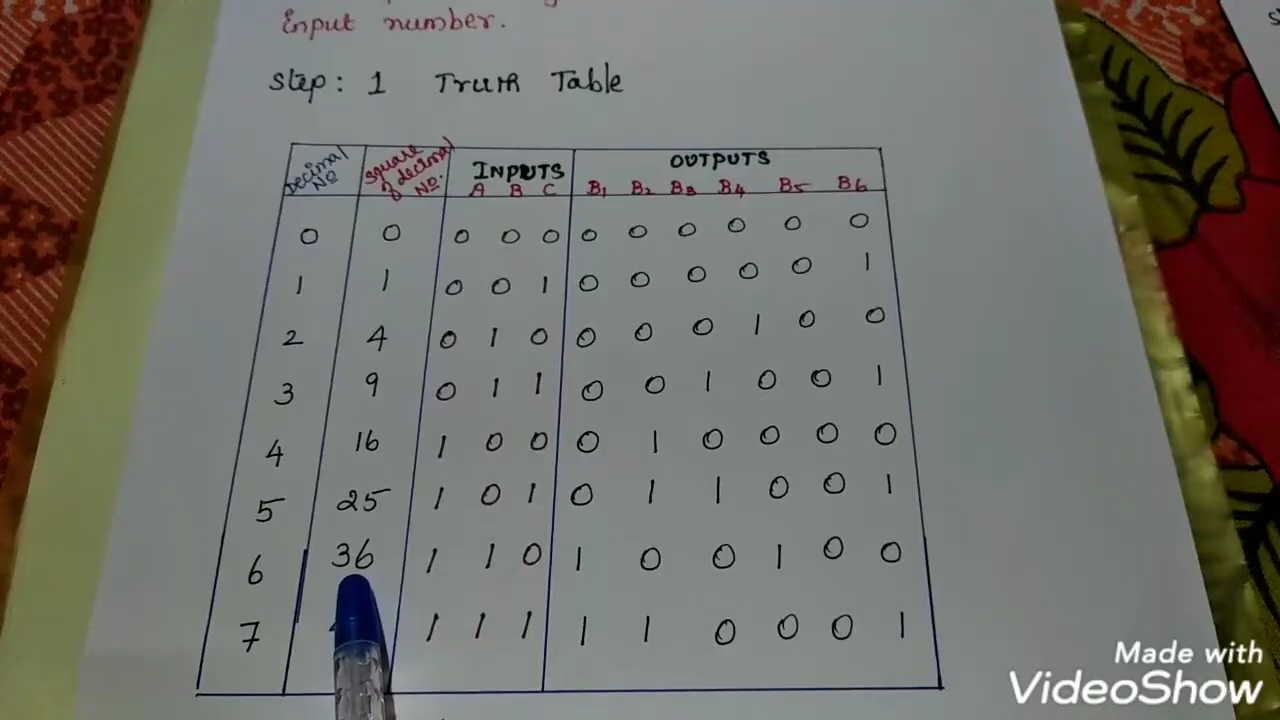 Input number.
Step: 1 Truth Table
Decimal No Square of decimal No. INPUTS OUTPUTS
A B C B1 B2 B3 B4 B5 B6
0 0 0 0 0 0 0 0 0 0 0
1 1 0 0 1 0 0 0 0 0 1
2 4 0 1 0 0 0 0 1 0 0
3 9 0 1 1 0 0 1 0 0 1
4 16 1 0 0 0 1 0 0 0 0
5 25 1 0 1 0 1 1 0 0 1
6 36 1 1 0 1 0 0 1 0 0
7 1 1 1 1 1 0 0 0 1
Made with
VideoShow